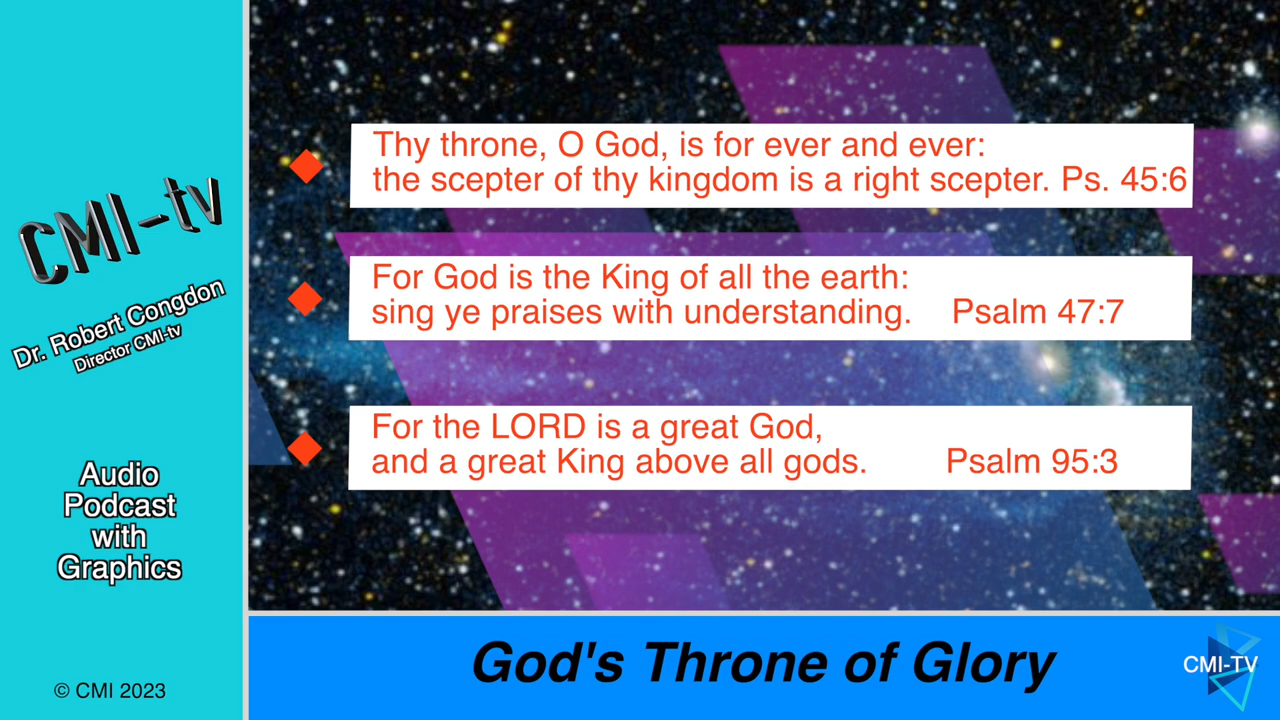 CMI-tv
Dr. Robert Congdon
Director CMI-tv
Audio
Podcast
with
Graphics
© CMI 2023
Thy throne, O God, is for ever and ever:
the scepter of thy kingdom is a right scepter. Ps. 45:6
For God is the King of all the earth:
sing ye praises with understanding. Psalm 47:7
For the LORD is a great God,
and a great King above all gods. Psalm 95:3
God's Throne of Glory
CMI-TV